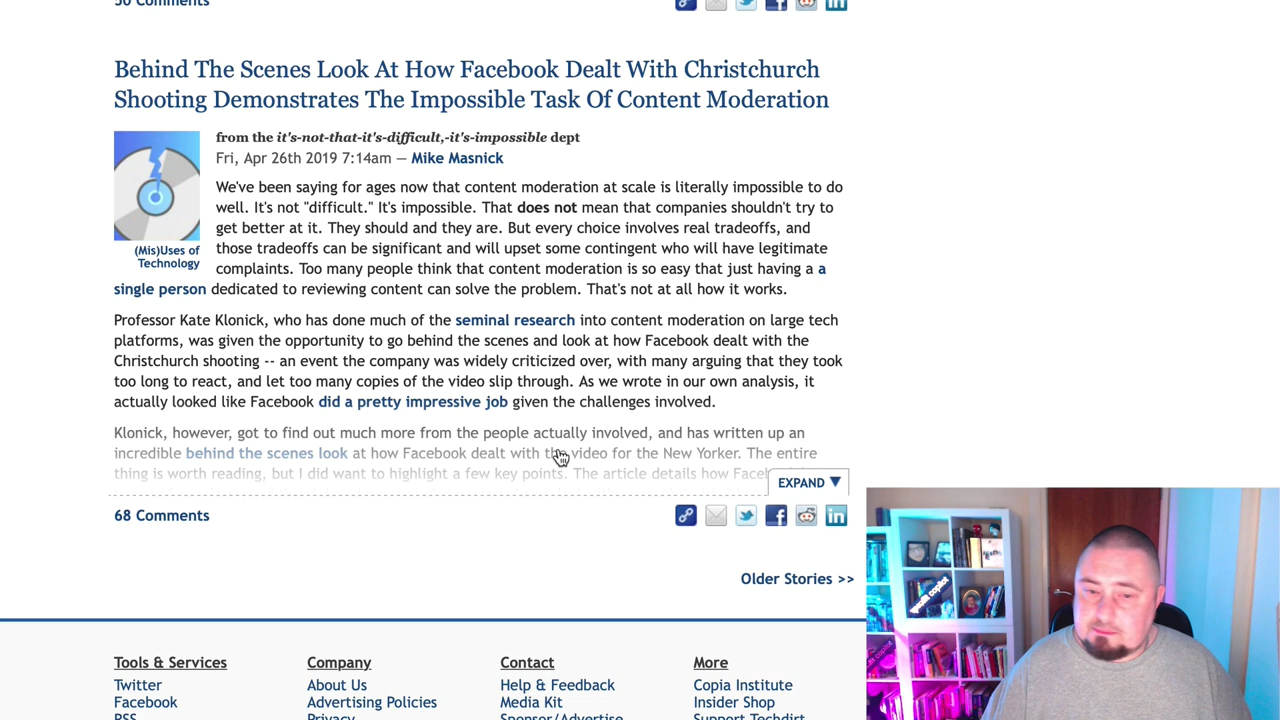 50 Comments
Behind The Scenes Look At How Facebook Dealt With Christchurch
Shooting Demonstrates The Impossible Task Of Content Moderation
from the it's-not-that-it's-difficult,-it's-impossible dept
Fri, Apr 26th 2019 7:14am — Mike Masnick
(Mis)Uses of
Technology
We've been saying for ages now that content moderation at scale is literally impossible to do
well. It's not "difficult." It's impossible. That does not mean that companies shouldn't try to
get better at it. They should and they are. But every choice involves real tradeoffs, and
those tradeoffs can be significant and will upset some contingent who will have legitimate
complaints. Too many people think that content moderation is so easy that just having a a
single person dedicated to reviewing content can solve the problem. That's not at all how it works.
Professor Kate Klonick, who has done much of the seminal research into content moderation on large tech
platforms, was given the opportunity to go behind the scenes and look at how Facebook dealt with the
Christchurch shooting -- an event the company was widely criticized over, with many arguing that they took
too long to react, and let too many copies of the video slip through. As we wrote in our own analysis, it
actually looked like Facebook did a pretty impressive job given the challenges involved.
Klonick, however, got to find out much more from the people actually involved, and has written up an
incredible behind the scenes look at how Facebook dealt with the video for the New Yorker. The entire
thing is worth reading, but I did want to highlight a few key points. The article details how
EXPAND ▼
68 Comments
Older Stories >>
Tools & Services
Company
Contact
More
Twitter
About Us
Help & Feedback
Copia Institute
Facebook
Advertising Policies
Media Kit
Insider Shop
RSS
Privacy
Sponsor/Advertise
Support Techdirt